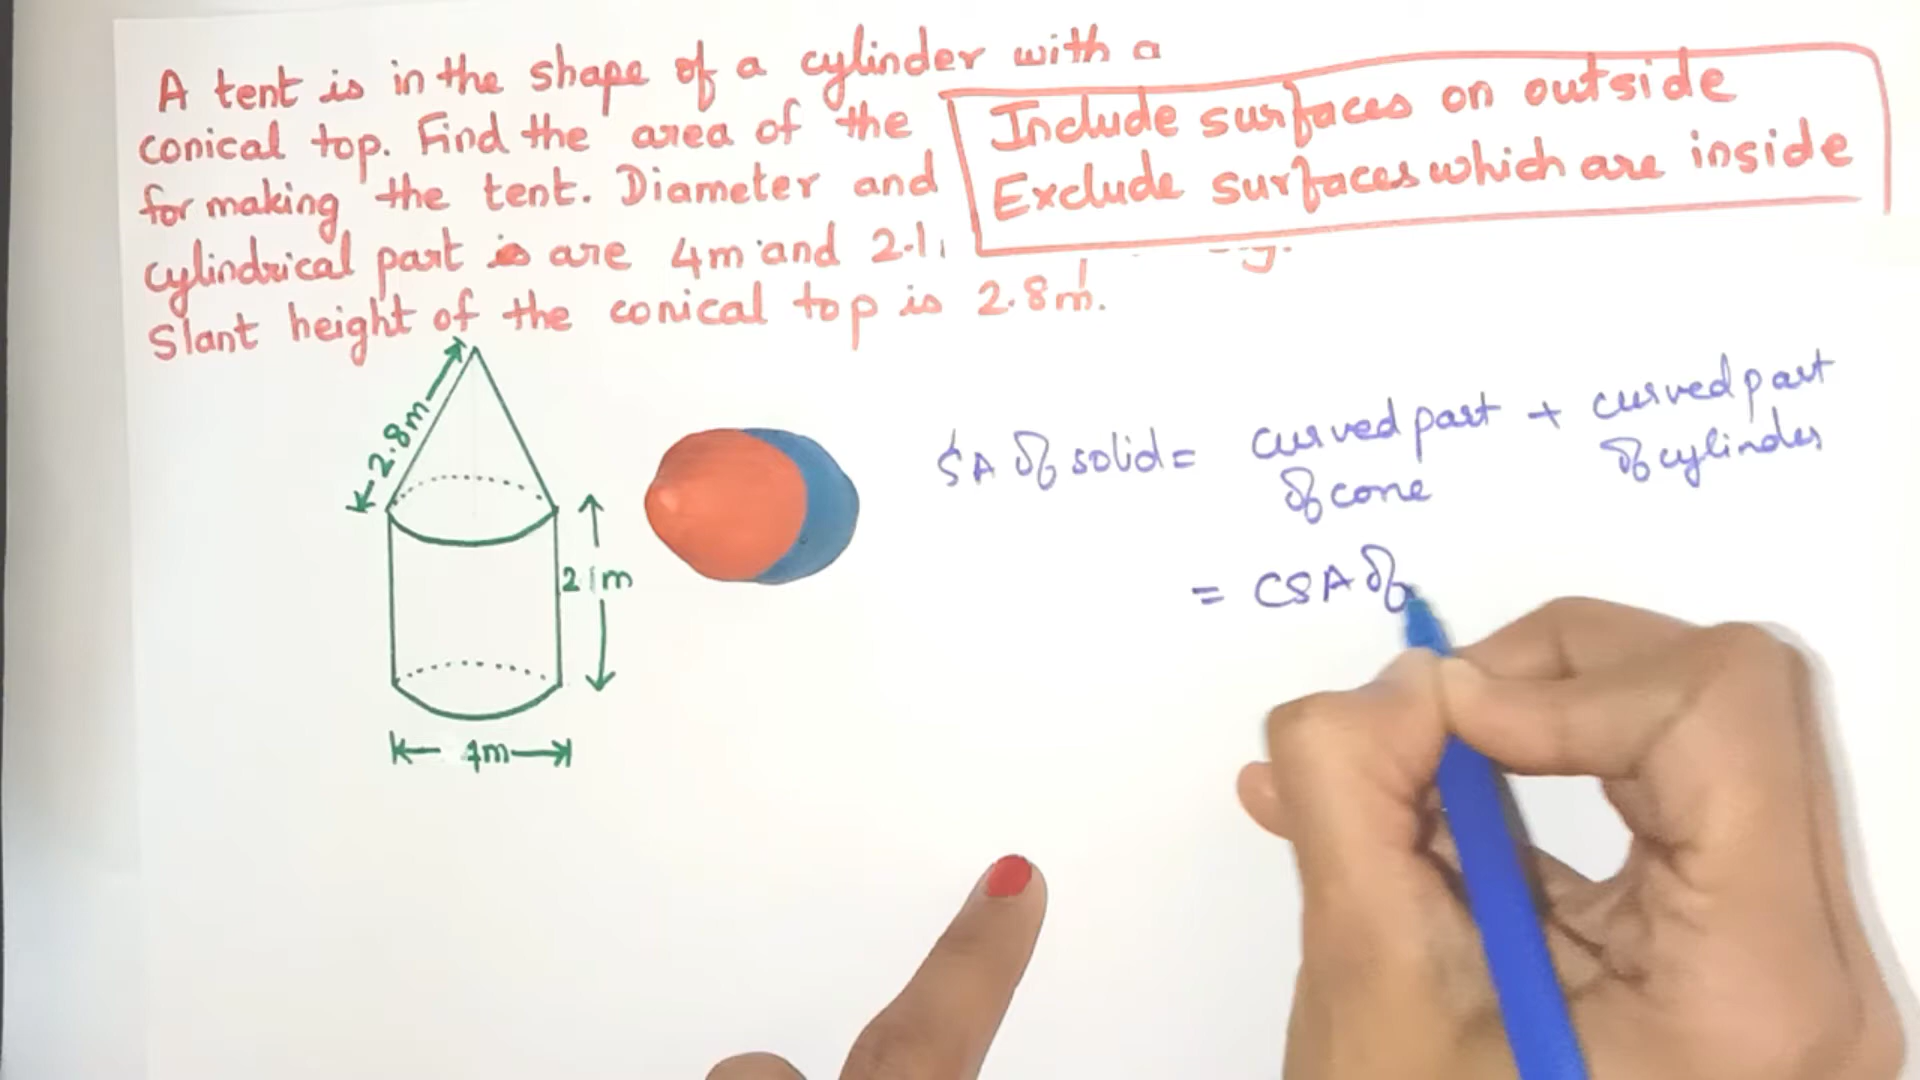 A tent is in the shape of a cylinder with a
conical top. Find the area of the
for making the tent. Diameter and
cylindrical part is are 4m and 2.1
Slant height of the conical top is 2.8m.
Include surfaces on outside
Exclude surfaces which are inside
2.8m
2.1m
4m
SA of solid = curved part + curved part
of cone of cylinder
= CSA of